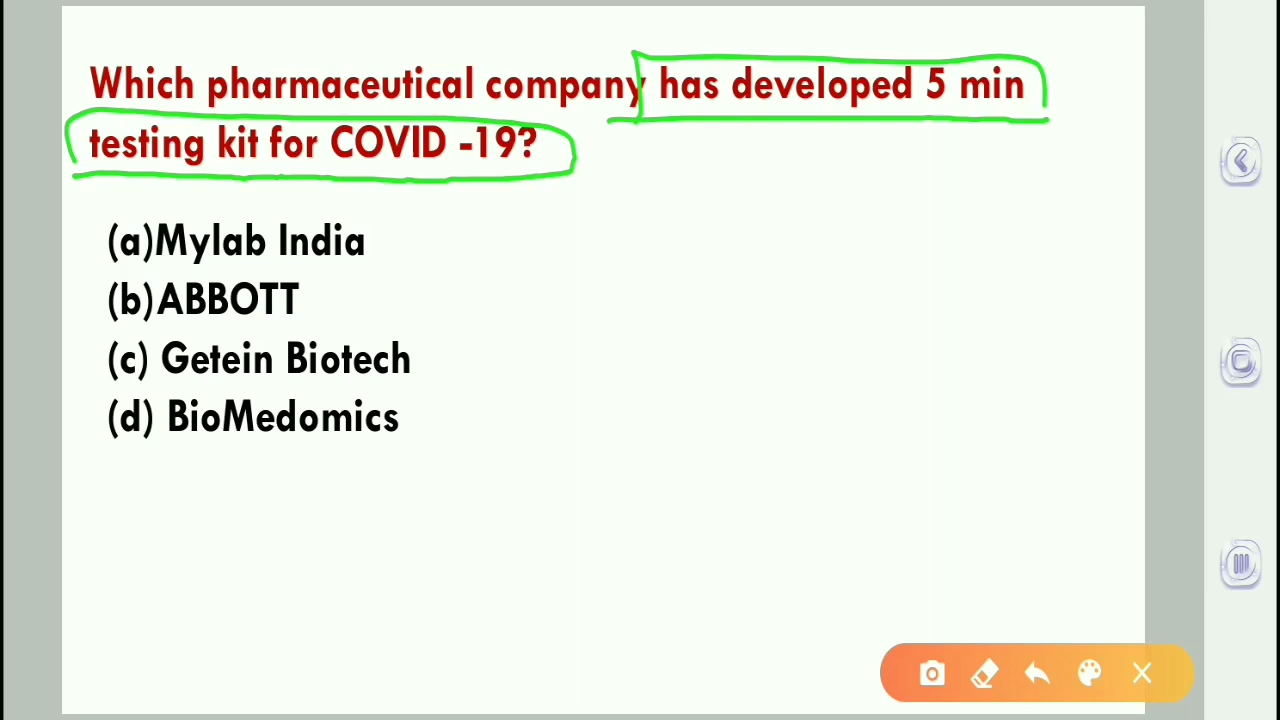 Which pharmaceutical company has developed 5 min
testing kit for COVID -19?
(a)Mylab India
(b)ABBOTT
(c) Getein Biotech
(d) BioMedomics